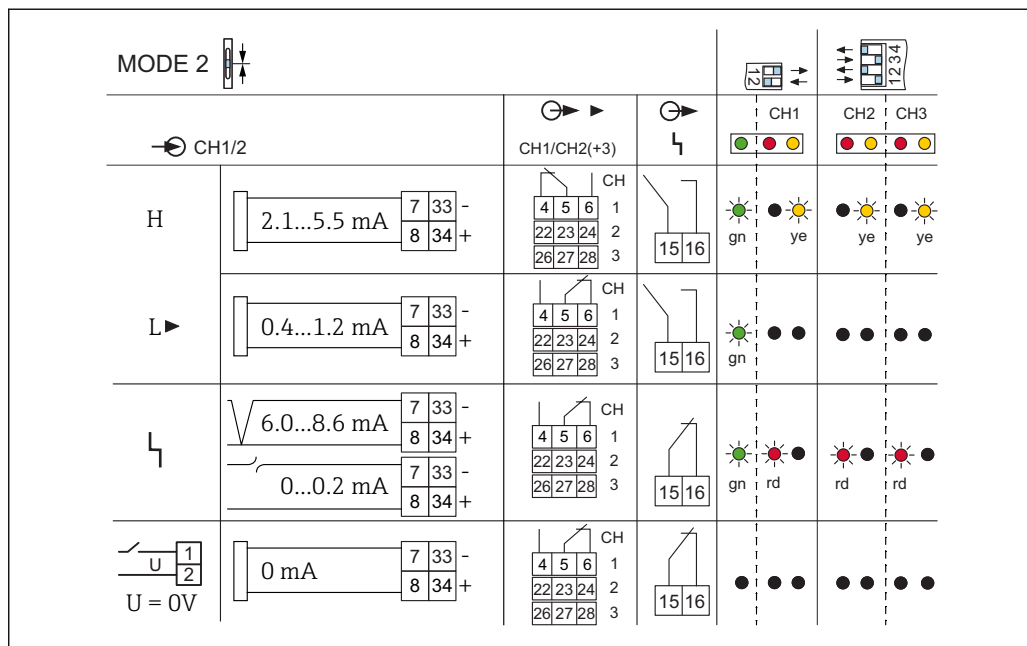 MODE 2
12
1234
CH1 CH2 CH3
CH1/2 CH1/CH2(+3)
H
2.1...5.5 mA
7 33 -
8 34 +
CH
4 5 6 1
22 23 24 2
26 27 28 3
15 16
gn ye ye ye
L
0.4...1.2 mA
7 33 -
8 34 +
CH
4 5 6 1
22 23 24 2
26 27 28 3
15 16
gn
6.0...8.6 mA
7 33 -
8 34 +
0...0.2 mA
7 33 -
8 34 +
CH
4 5 6 1
22 23 24 2
26 27 28 3
15 16
gn rd rd rd
1
U
2
U = 0V
0 mA
7 33 -
8 34 +
CH
4 5 6 1
22 23 24 2
26 27 28 3
15 16